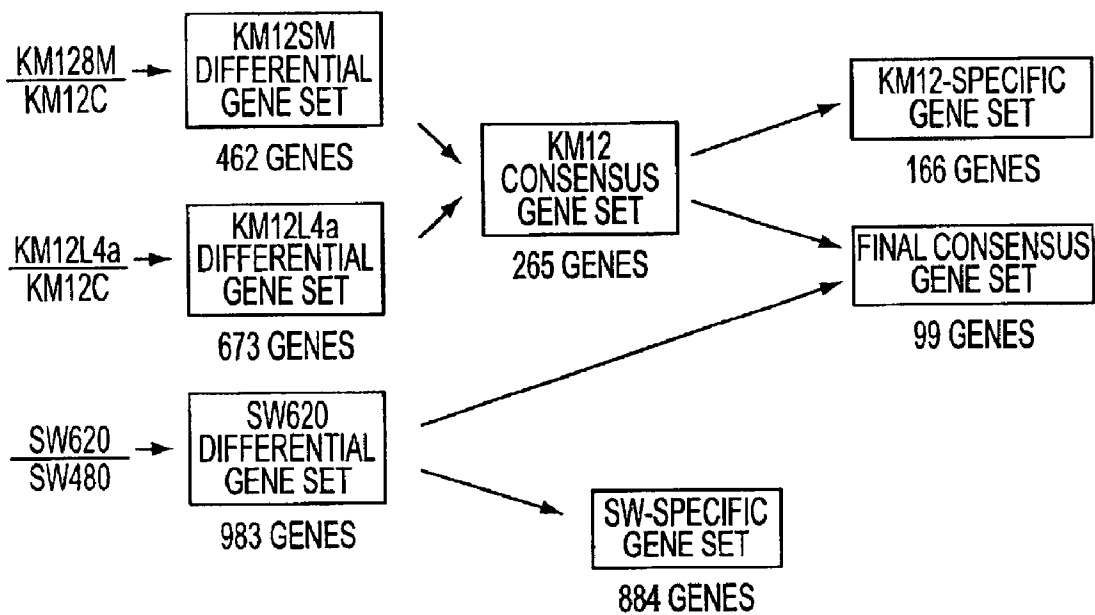 KM128M
KM12C
KM12SM
DIFFERENTIAL
GENE SET
462 GENES
KM12L4a
KM12C
KM12L4a
DIFFERENTIAL
GENE SET
673 GENES
SW620
SW480
SW620
DIFFERENTIAL
GENE SET
983 GENES
KM12
CONSENSUS
GENE SET
265 GENES
KM12-SPECIFIC
GENE SET
166 GENES
FINAL CONSENSUS
GENE SET
99 GENES
SW-SPECIFIC
GENE SET
884 GENES